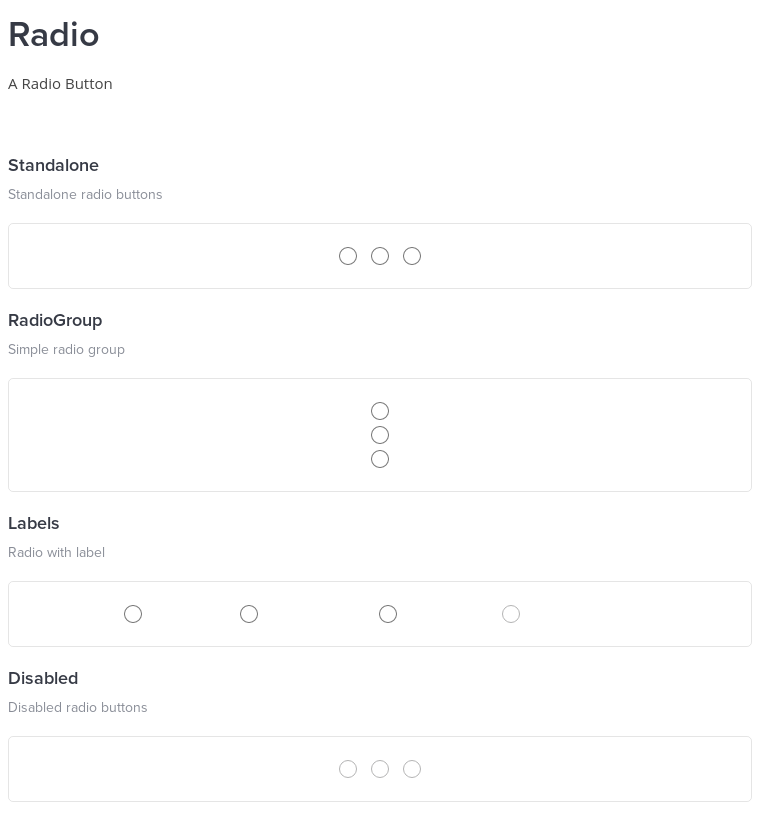 Radio
A Radio Button
Standalone
Standalone radio buttons
RadioGroup
Simple radio group
Labels
Radio with label
Disabled
Disabled radio buttons